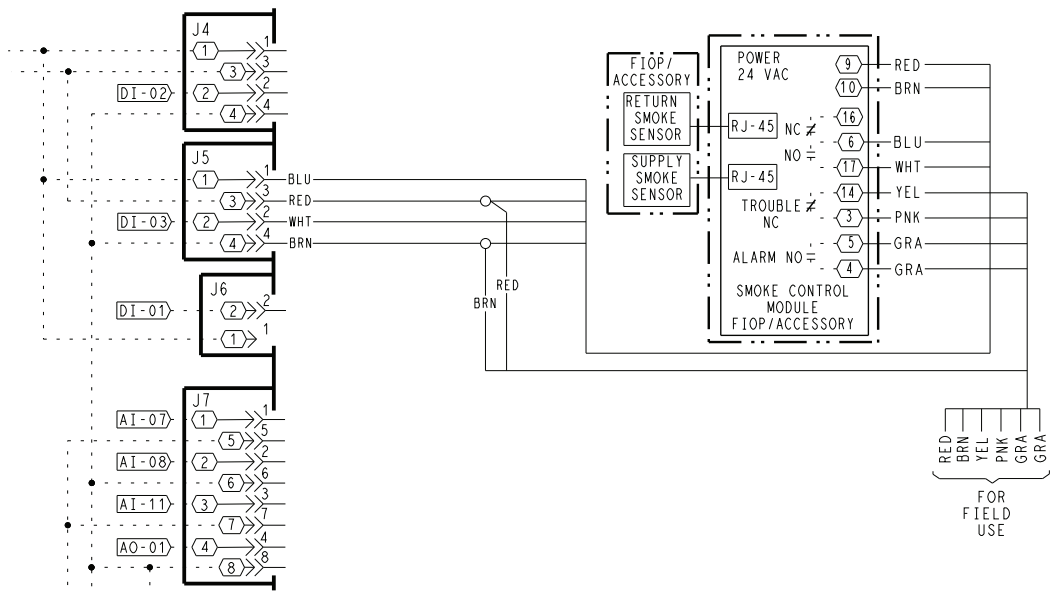 J4
1 1
3 3
DI-02 2 2
4 4
J5
1 1 BLU
3 3 RED
DI-03 2 2 WHT
4 4 BRN
RED
BRN
J6
DI-01 2 2
1 1
J7
AI-07 1 1
5 5
AI-08 2 2
6 6
AI-11 3 3
7 7
AO-01 4 4
8 8
FIOP/
ACCESSORY
RETURN
SMOKE
SENSOR
SUPPLY
SMOKE
SENSOR
POWER
24 VAC
RJ-45
RJ-45
NC
NO
TROUBLE
NC
ALARM NO
SMOKE CONTROL
MODULE
FIOP/ACCESSORY
9 RED
10 BRN
16
6 BLU
17 WHT
14 YEL
3 PNK
5 GRA
4 GRA
RED
BRN
YEL
PNK
GRA
GRA
FOR
FIELD
USE